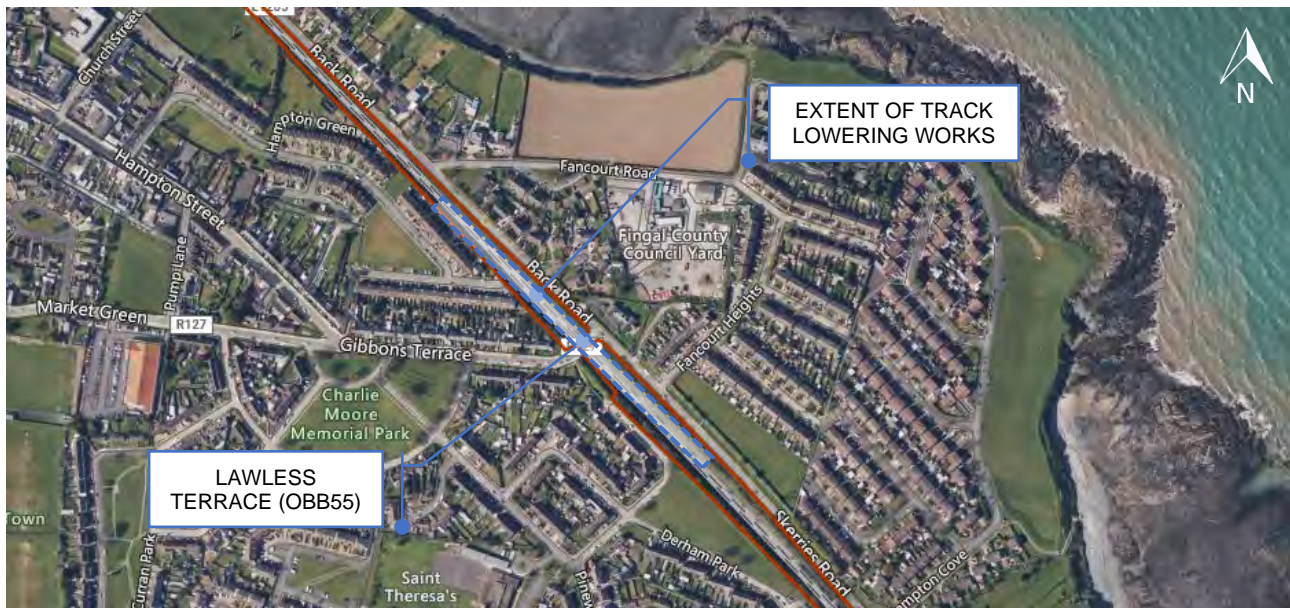 Church Street
Back Road
N
EXTENT OF TRACK
LOWERING WORKS
Hampton Green
Hampton Street
Fancourt Road
Fingal County
Council Yard
Pump Lane
Back Road
Market Green
R127
Gibbons Terrace
Fancourt Heights
Charlie
Moore
Memorial Park
LAWLESS
TERRACE (OBB55)
Town
Skerries Road
Derham Park
Hampton Cove
Curran Park
Saint
Theresa's